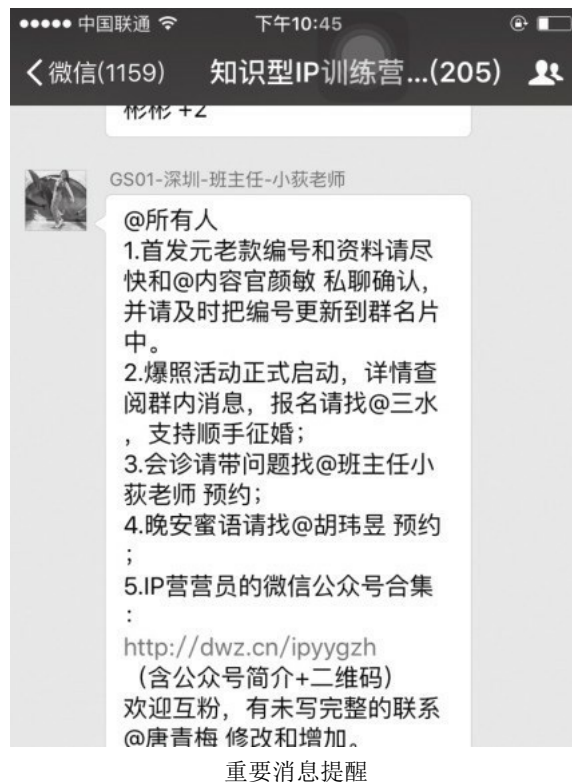 中国联通 下午10:45
微信(1159) 知识型IP训练营...(205)
彬彬 +2
GS01-深圳-班主任-小荻老师
@所有人
1.首发元老款编号和资料请尽
快和@内容官颜敏 私聊确认,
并请及时把编号更新到群名片
中。
2.爆照活动正式启动，详情查
阅群内消息，报名请找@三水
，支持顺手征婚；
3.会诊请带问题找@班主任小
荻老师 预约；
4.晚安蜜语请找@胡玮昱 预约
；
5.IP营营员的微信公众号合集
：
http://dwz.cn/ipyygzh
（含公众号简介+二维码）
欢迎互粉，有未写完整的联系
@唐青梅 修改和增加。
重要消息提醒